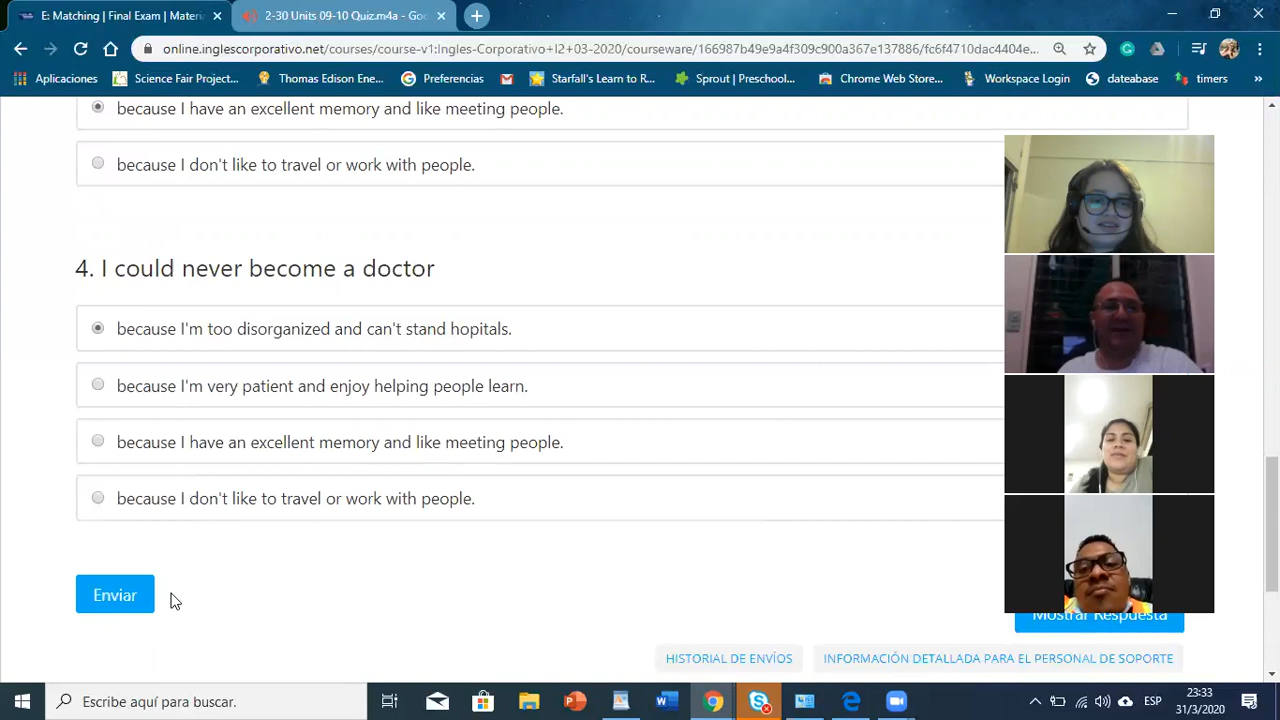 E: Matching | Final Exam | Materi
2-30 Units 09-10 Quiz.m4a - Goo
online.inglescorporativo.net/courses/course-v1:Ingles-Corporativo+I2+03-2020/courseware/166987b49e9a4f309c900a367e137886/fc6f4710dac4404e...
Aplicaciones
Science Fair Project...
Thomas Edison Ene...
Preferencias
Starfall's Learn to R...
Sprout | Preschool...
Chrome Web Store...
Workspace Login
dateabase
timers
because I have an excellent memory and like meeting people.
because I don't like to travel or work with people.
4. I could never become a doctor
because I'm too disorganized and can't stand hopitals.
because I'm very patient and enjoy helping people learn.
because I have an excellent memory and like meeting people.
because I don't like to travel or work with people.
Enviar
Mostrar Respuesta
HISTORIAL DE ENVÍOS
INFORMACIÓN DETALLADA PARA EL PERSONAL DE SOPORTE
Escribe aquí para buscar.
ESP
23:33
31/3/2020